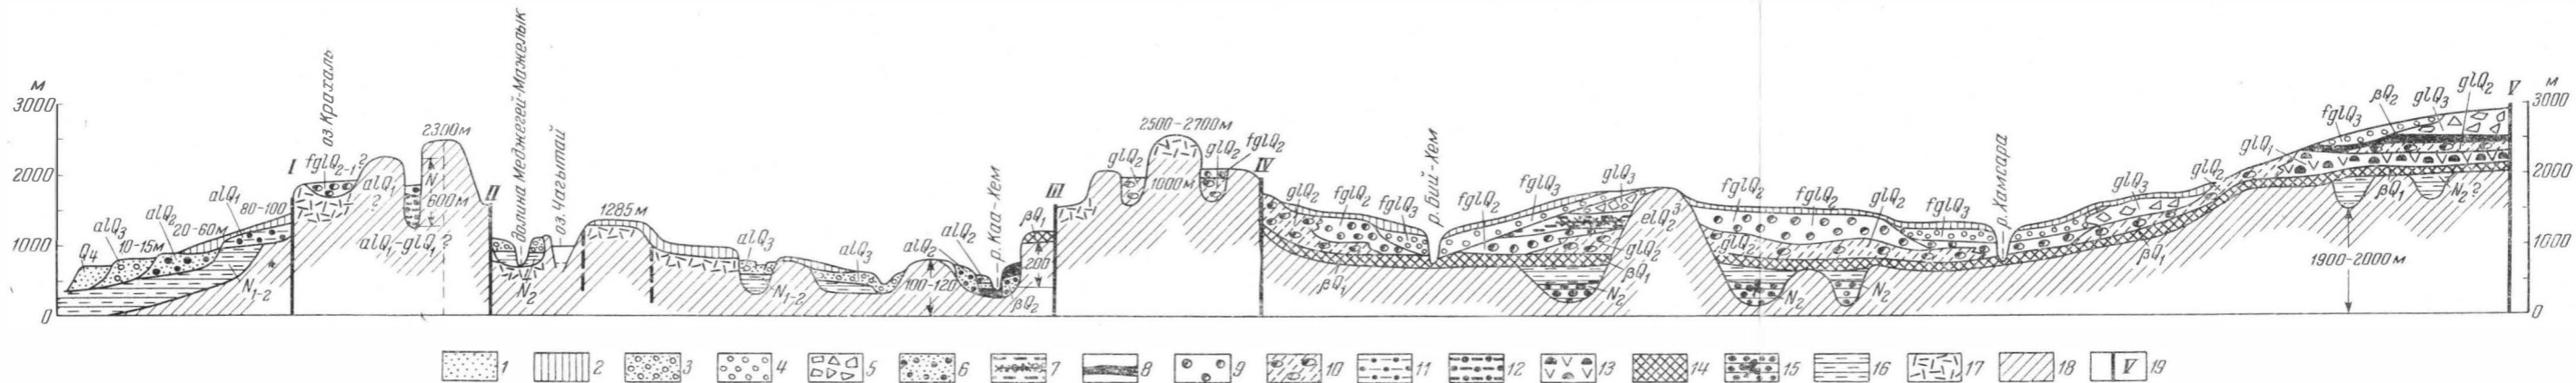 м
3000
2000
1000
0
Q4
alQ3
10-15м
alQ2
20-60м
alQ1
80-100
N1-2
I
оз. Крахаль
fglQ2-1?
alQ1
?
2300м
N
600м
alQ1-glQ1?
II
долина Меджегей-Мажелык
оз. Чагытай
N2
1285м
alQ3
N1-2
alQ3
alQ2
100-120
alQ2
р. Каа-Хем
βQ1
200
βQ2
III
2500-2700м
glQ2
1000м
glQ2
fglQ2
IV
glQ2
fglQ2
fglQ3
βQ1
р. Бий-Хем
fglQ2
fglQ3
glQ3
glQ2
βQ1
N2
elQ2³
fglQ2
fglQ2
glQ2
fglQ3
glQ2
N2
N2
р. Хамсара
glQ3
βQ1
glQ2
glQ1
fglQ3
βQ2
glQ3
glQ2
βQ1
N2?
1900-2000м
V
м
3000
2000
1000
0
1 2 3 4 5 6 7 8 9 10 11 12 13 14 15 16 17 18 V 19